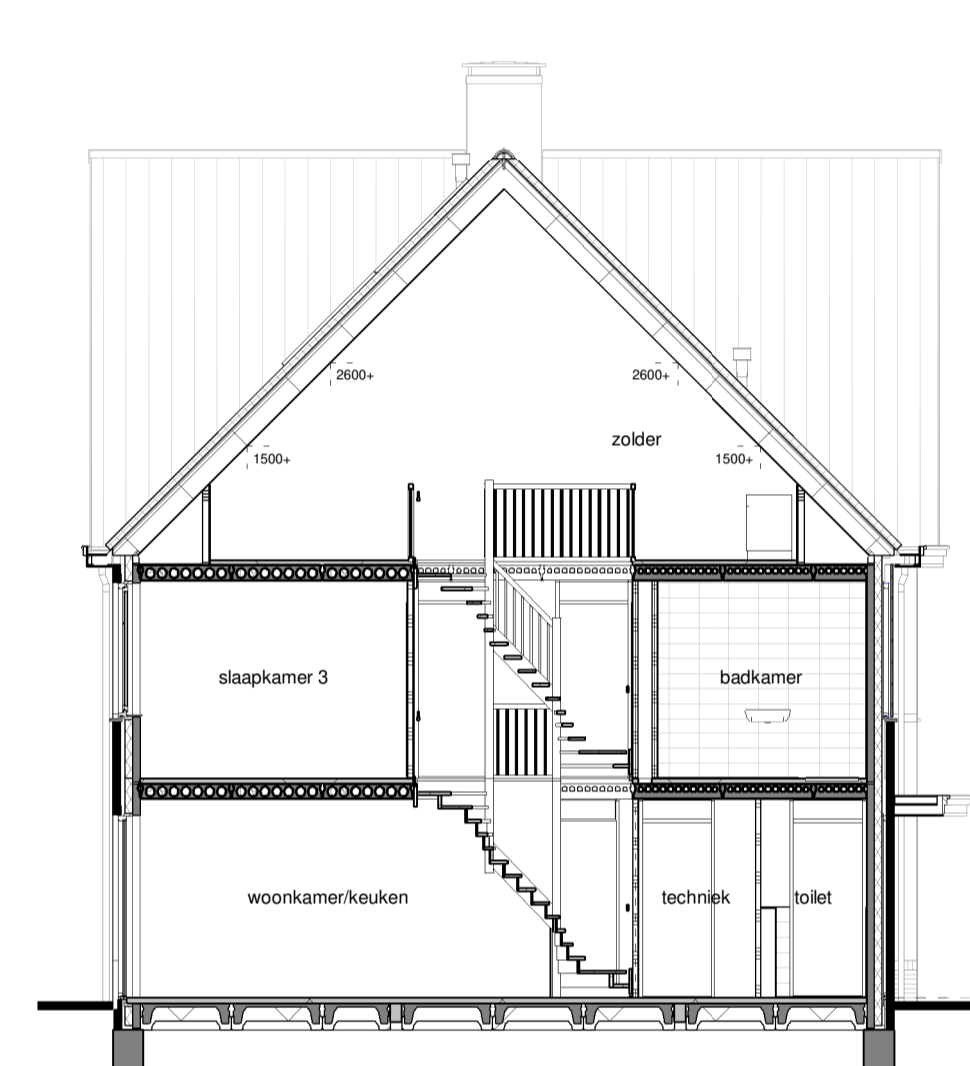 2600+ 2600+
zolder
1500+ 1500+
slaapkamer 3 badkamer
woonkamer/keuken techniek toilet